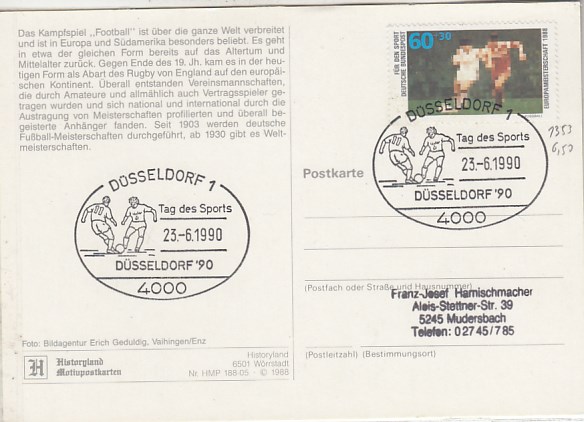 Das Kampfspiel „Football" ist über die ganze Welt verbreitet
und ist in Europa und Südamerika besonders beliebt. Es geht
in etwa der gleichen Form bereits auf das Altertum und
Mittelalter zurück. Gegen Ende des 19. Jh. kam es in der heu-
tigen Form als Abart des Rugby von England auf den europäi-
schen Kontinent. Überall entstanden Vereinsmannschaften,
die durch Amateure und allmählich auch Vertragsspieler ge-
tragen wurden und sich national und international durch die
Austragung von Meisterschaften profilierten und überall be-
geisterte Anhänger fanden. Seit 1903 werden deutsche
Fußball-Meisterschaften durchgeführt, ab 1930 gibt es Welt-
meisterschaften.
DÜSSELDORF 1
Tag des Sports
23.-6.1990
DÜSSELDORF '90
4000
Foto: Bildagentur Erich Geduldig, Vaihingen/Enz
H
Historyland
Mottopostkarten
Historyland
6501 Wörrstadt
Nr. HMP 188-05 · © 1988
60+30
FÜR DEN SPORT
DEUTSCHE BUNDESPOST
EUROPAMEISTERSCHAFT 1988
DÜSSELDORF 1
Tag des Sports
23.-6.1990
DÜSSELDORF '90
4000
1353
6,50
Postkarte
(Postfach oder Straße und Hausnummer)
Franz-Josef Harnischmacher
Alois-Stettner-Str. 39
5245 Mudersbach
Telefon: 02745/785
(Postleitzahl) (Bestimmungsort)